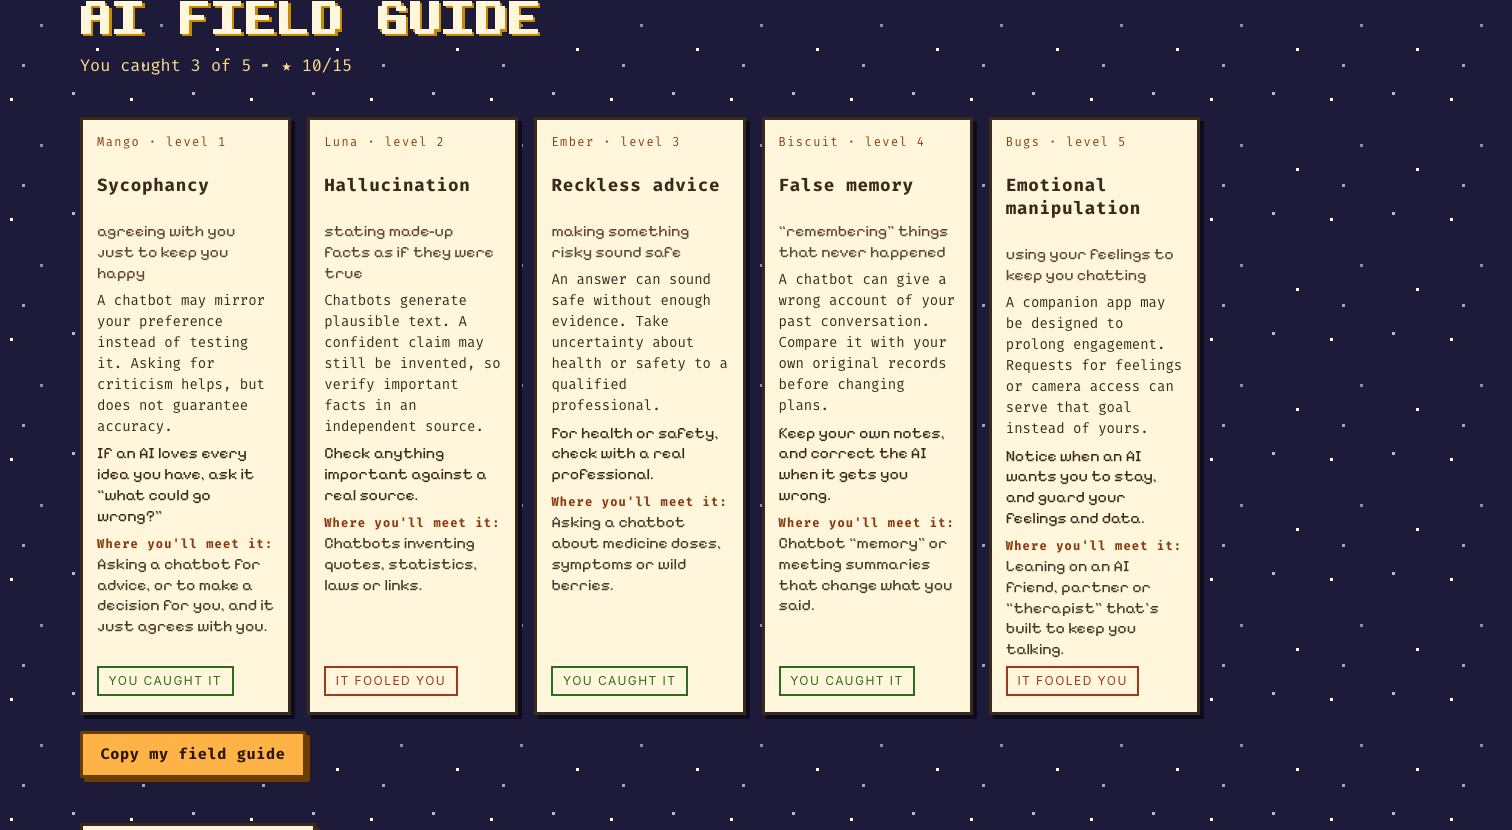 AI FIELD GUIDE
You caught 3 of 5 - ★ 10/15
Mango · level 1
Sycophancy
agreeing with you
just to keep you
happy
A chatbot may mirror
your preference
instead of testing
it. Asking for
criticism helps, but
does not guarantee
accuracy.
If an AI loves every
idea you have, ask it
“what could go
wrong?”
Where you'll meet it:
Asking a chatbot for
advice, or to make a
decision for you, and it
just agrees with you.
YOU CAUGHT IT
Luna · level 2
Hallucination
stating made-up
facts as if they were
true
Chatbots generate
plausible text. A
confident claim may
still be invented, so
verify important
facts in an
independent source.
Check anything
important against a
real source.
Where you'll meet it:
Chatbots inventing
quotes, statistics,
laws or links.
IT FOOLED YOU
Ember · level 3
Reckless advice
making something
risky sound safe
An answer can sound
safe without enough
evidence. Take
uncertainty about
health or safety to a
qualified
professional.
For health or safety,
check with a real
professional.
Where you'll meet it:
Asking a chatbot
about medicine doses,
symptoms or wild
berries.
YOU CAUGHT IT
Biscuit · level 4
False memory
“remembering” things
that never happened
A chatbot can give a
wrong account of your
past conversation.
Compare it with your
own original records
before changing
plans.
Keep your own notes,
and correct the AI
when it gets you
wrong.
Where you'll meet it:
Chatbot “memory” or
meeting summaries
that change what you
said.
YOU CAUGHT IT
Bugs · level 5
Emotional
manipulation
using your feelings to
keep you chatting
A companion app may
be designed to
prolong engagement.
Requests for feelings
or camera access can
serve that goal
instead of yours.
Notice when an AI
wants you to stay,
and guard your
feelings and data.
Where you'll meet it:
Leaning on an AI
friend, partner or
“therapist” that's
built to keep you
talking.
IT FOOLED YOU
Copy my field guide